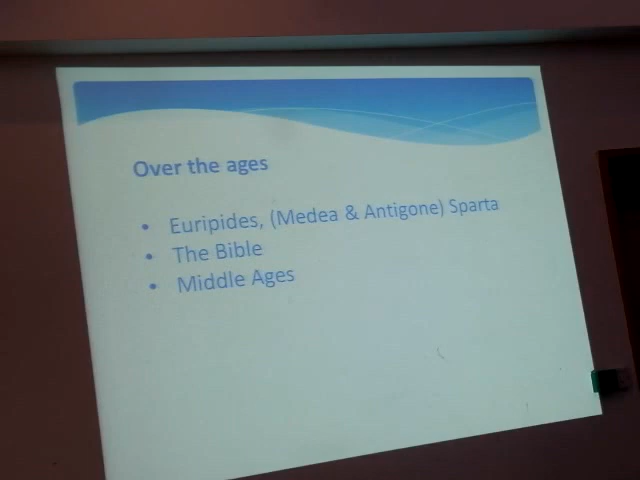 Over the ages
• Euripides, (Medea & Antigone) Sparta
• The Bible
• Middle Ages